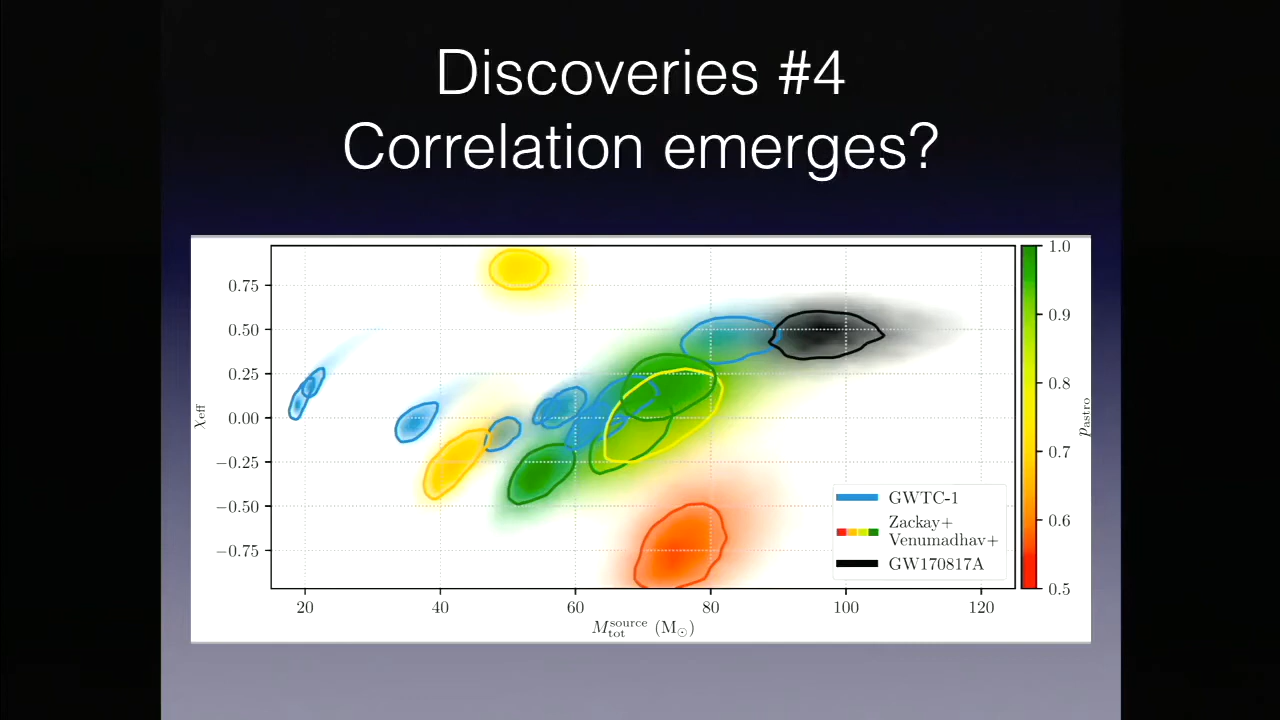 Discoveries #4
Correlation emerges?
0.75
0.50
0.25
0.00
−0.25
−0.50
−0.75
χeff
20
40
60
80
100
120
M_tot^source (M⊙)
GWTC-1
Zackay+
Venumadhav+
GW170817A
1.0
0.9
0.8
0.7
0.6
0.5
p_astro